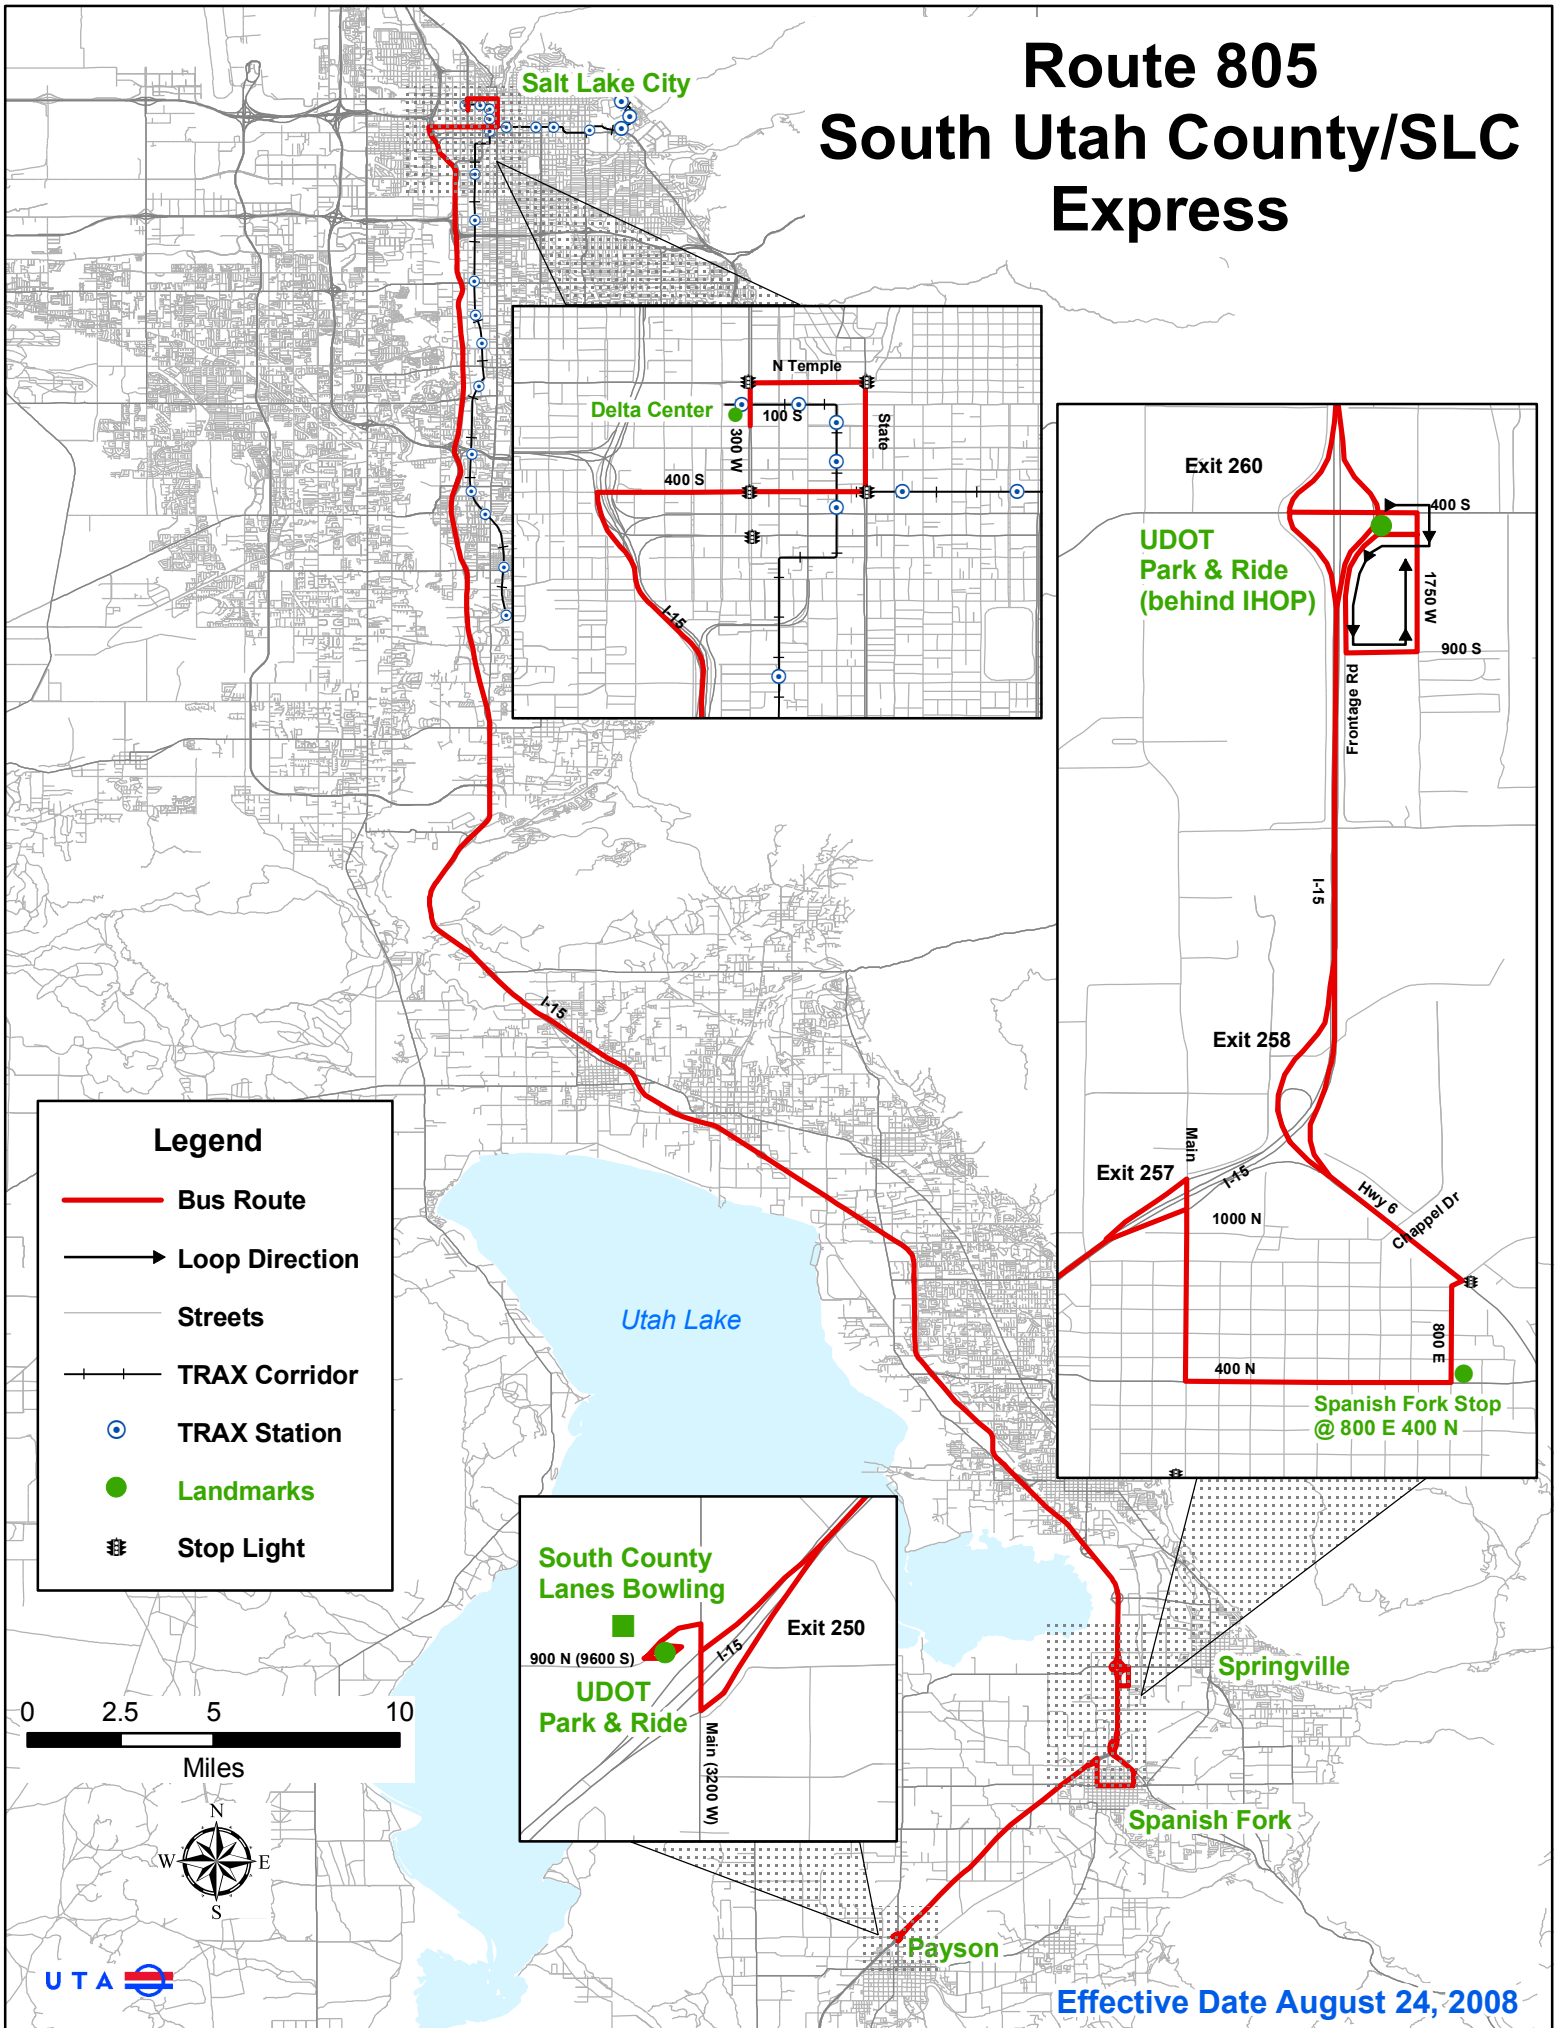 Route 805
South Utah County/SLC
Express
Salt Lake City
N Temple
Delta Center
100 S
State
300 W
400 S
I-15
Exit 260
400 S
UDOT
Park & Ride
(behind IHOP)
1750 W
900 S
Frontage Rd
I-15
Exit 258
Main
Exit 257
I-15
Hwy 6
Chappel Dr
1000 N
800 E
400 N
Spanish Fork Stop
@ 800 E 400 N
I-15
Legend
Bus Route
Loop Direction
Streets
TRAX Corridor
TRAX Station
Landmarks
Stop Light
Utah Lake
South County
Lanes Bowling
Exit 250
900 N (9600 S)
I-15
UDOT
Park & Ride
Main (3200 W)
Springville
Spanish Fork
Payson
0 2.5 5 10
Miles
N
W E
S
UTA
Effective Date August 24, 2008